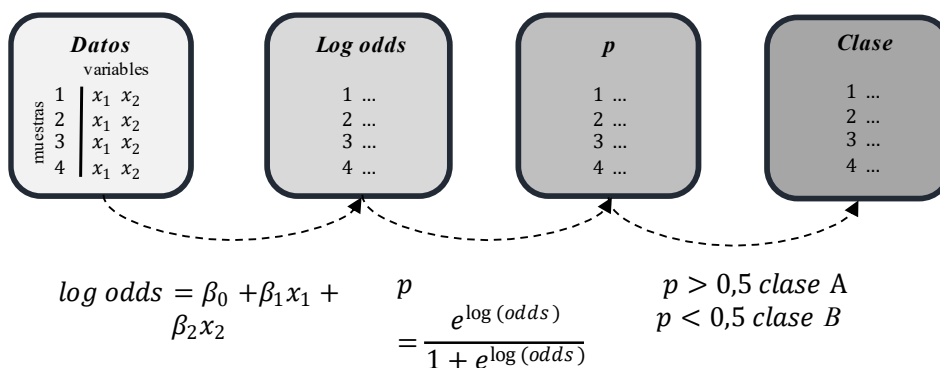 Datos
variables
muestras
1 x₁ x₂
2 x₁ x₂
3 x₁ x₂
4 x₁ x₂
Log odds
1 ...
2 ...
3 ...
4 ...
p
1 ...
2 ...
3 ...
4 ...
Clase
1 ...
2 ...
3 ...
4 ...
log odds = β₀ +β₁x₁ +
β₂x₂
p
= e^{log (odds)} / 1 + e^{log (odds)}
p > 0,5 clase A
p < 0,5 clase B